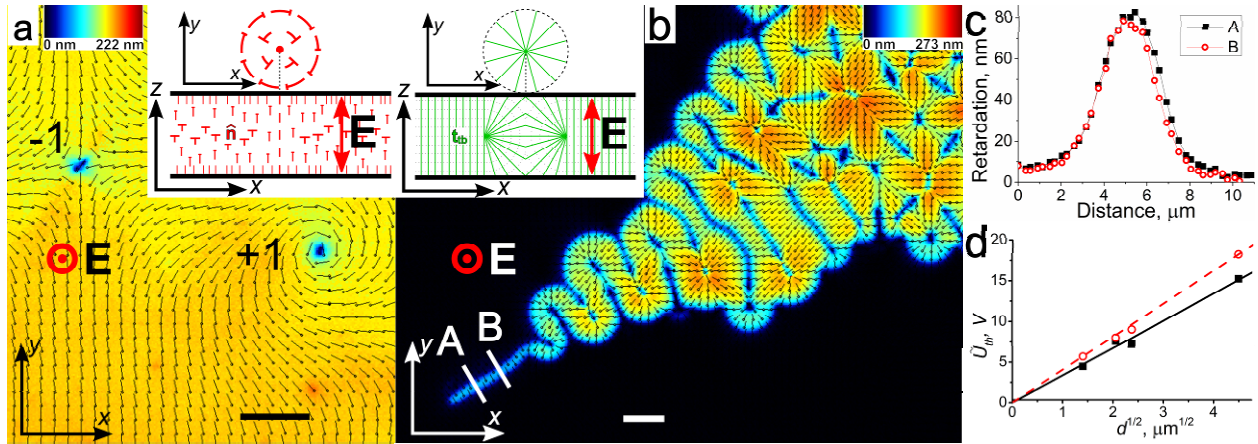 a
0 nm 222 nm
-1
+1
E
y
x
y
x
z
n̂
E
x
y
x
t_tb
E
x
b
0 nm 273 nm
E
A
B
y
x
c
A
B
Retardation, nm
80
60
40
20
0
0 2 4 6 8 10
Distance, μm
d
Ũ_th, V
20
15
10
5
0
0 1 2 3 4
d^1/2, μm^1/2